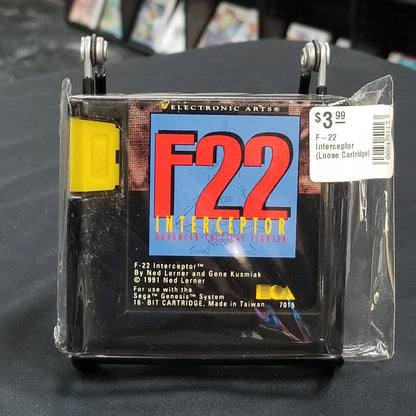 ELECTRONIC ARTS®
$3.99
F-22
Interceptor
(Loose Cartridge)
F22
INTERCEPTOR
ADVANCED TACTICAL FIGHTER
F-22 Interceptor™
By Ned Lerner and Gene Kusmiak
© 1991 Ned Lerner
For use with the
Sega™ Genesis™ System
16- BIT CARTRIDGE, Made in Taiwan
7015